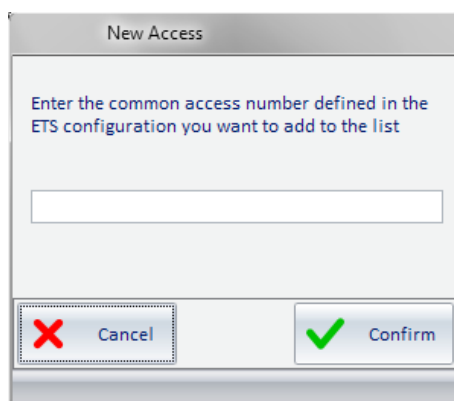 New Access
Enter the common access number defined in the
ETS configuration you want to add to the list
Cancel
Confirm